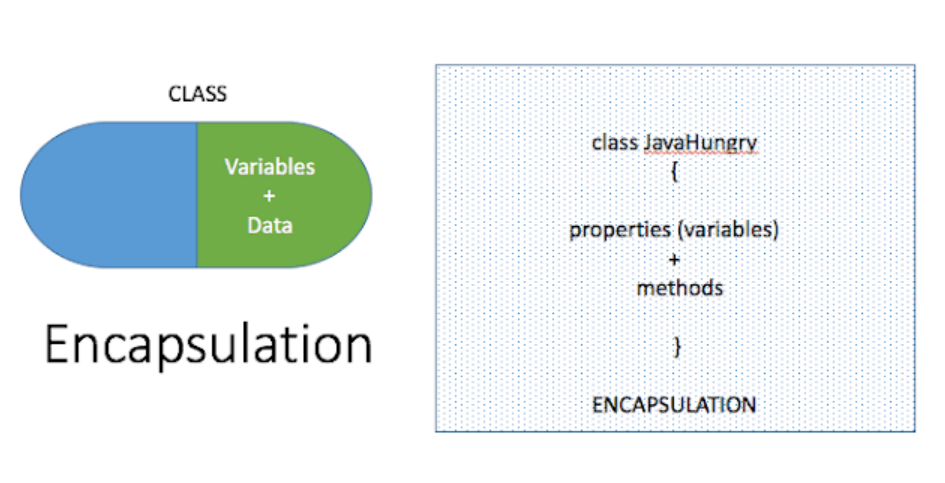 CLASS
Variables
+
Data
Encapsulation
class JavaHungry
{
properties (variables)
+
methods
}
ENCAPSULATION